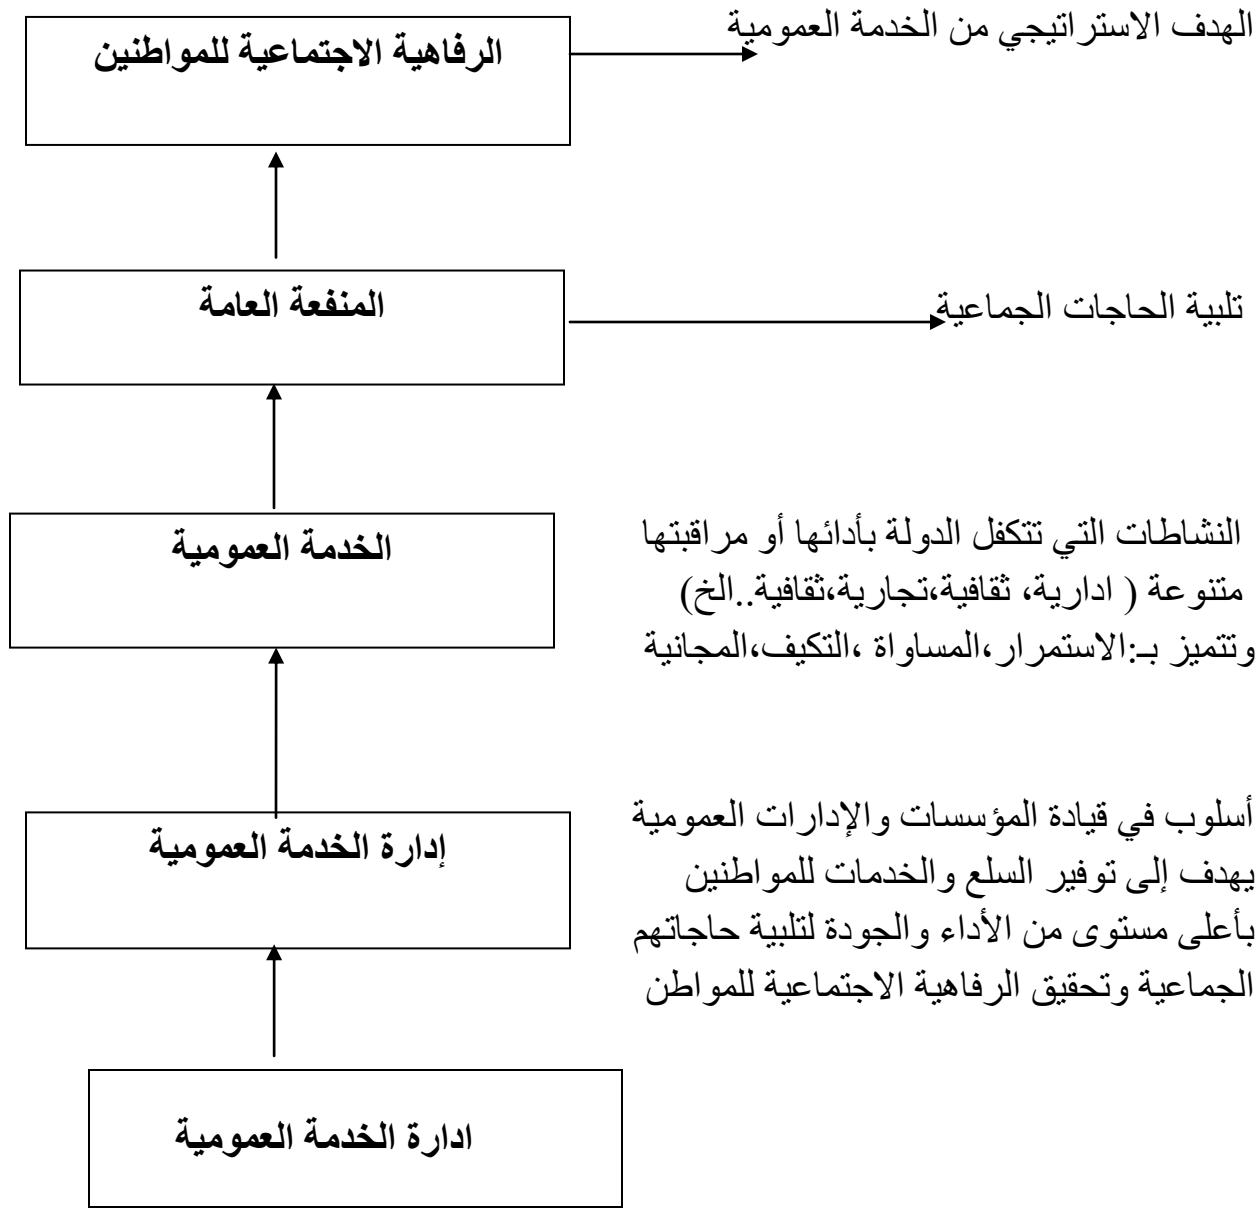 الهدف الاستراتيجي من الخدمة العمومية
الرفاهية الاجتماعية للمواطنين
المنفعة العامة
تلبية الحاجات الجماعية
الخدمة العمومية
النشاطات التي تتكفل الدولة بأدائها أو مراقبتها
متنوعة ( ادارية، ثقافية،تجارية،ثقافية..الخ)
وتتميز بـ:الاستمرار،المساواة ،التكيف،المجانية
إدارة الخدمة العمومية
أسلوب في قيادة المؤسسات والإدارات العمومية
يهدف إلى توفير السلع والخدمات للمواطنين
بأعلى مستوى من الأداء والجودة لتلبية حاجاتهم
الجماعية وتحقيق الرفاهية الاجتماعية للمواطن
ادارة الخدمة العمومية